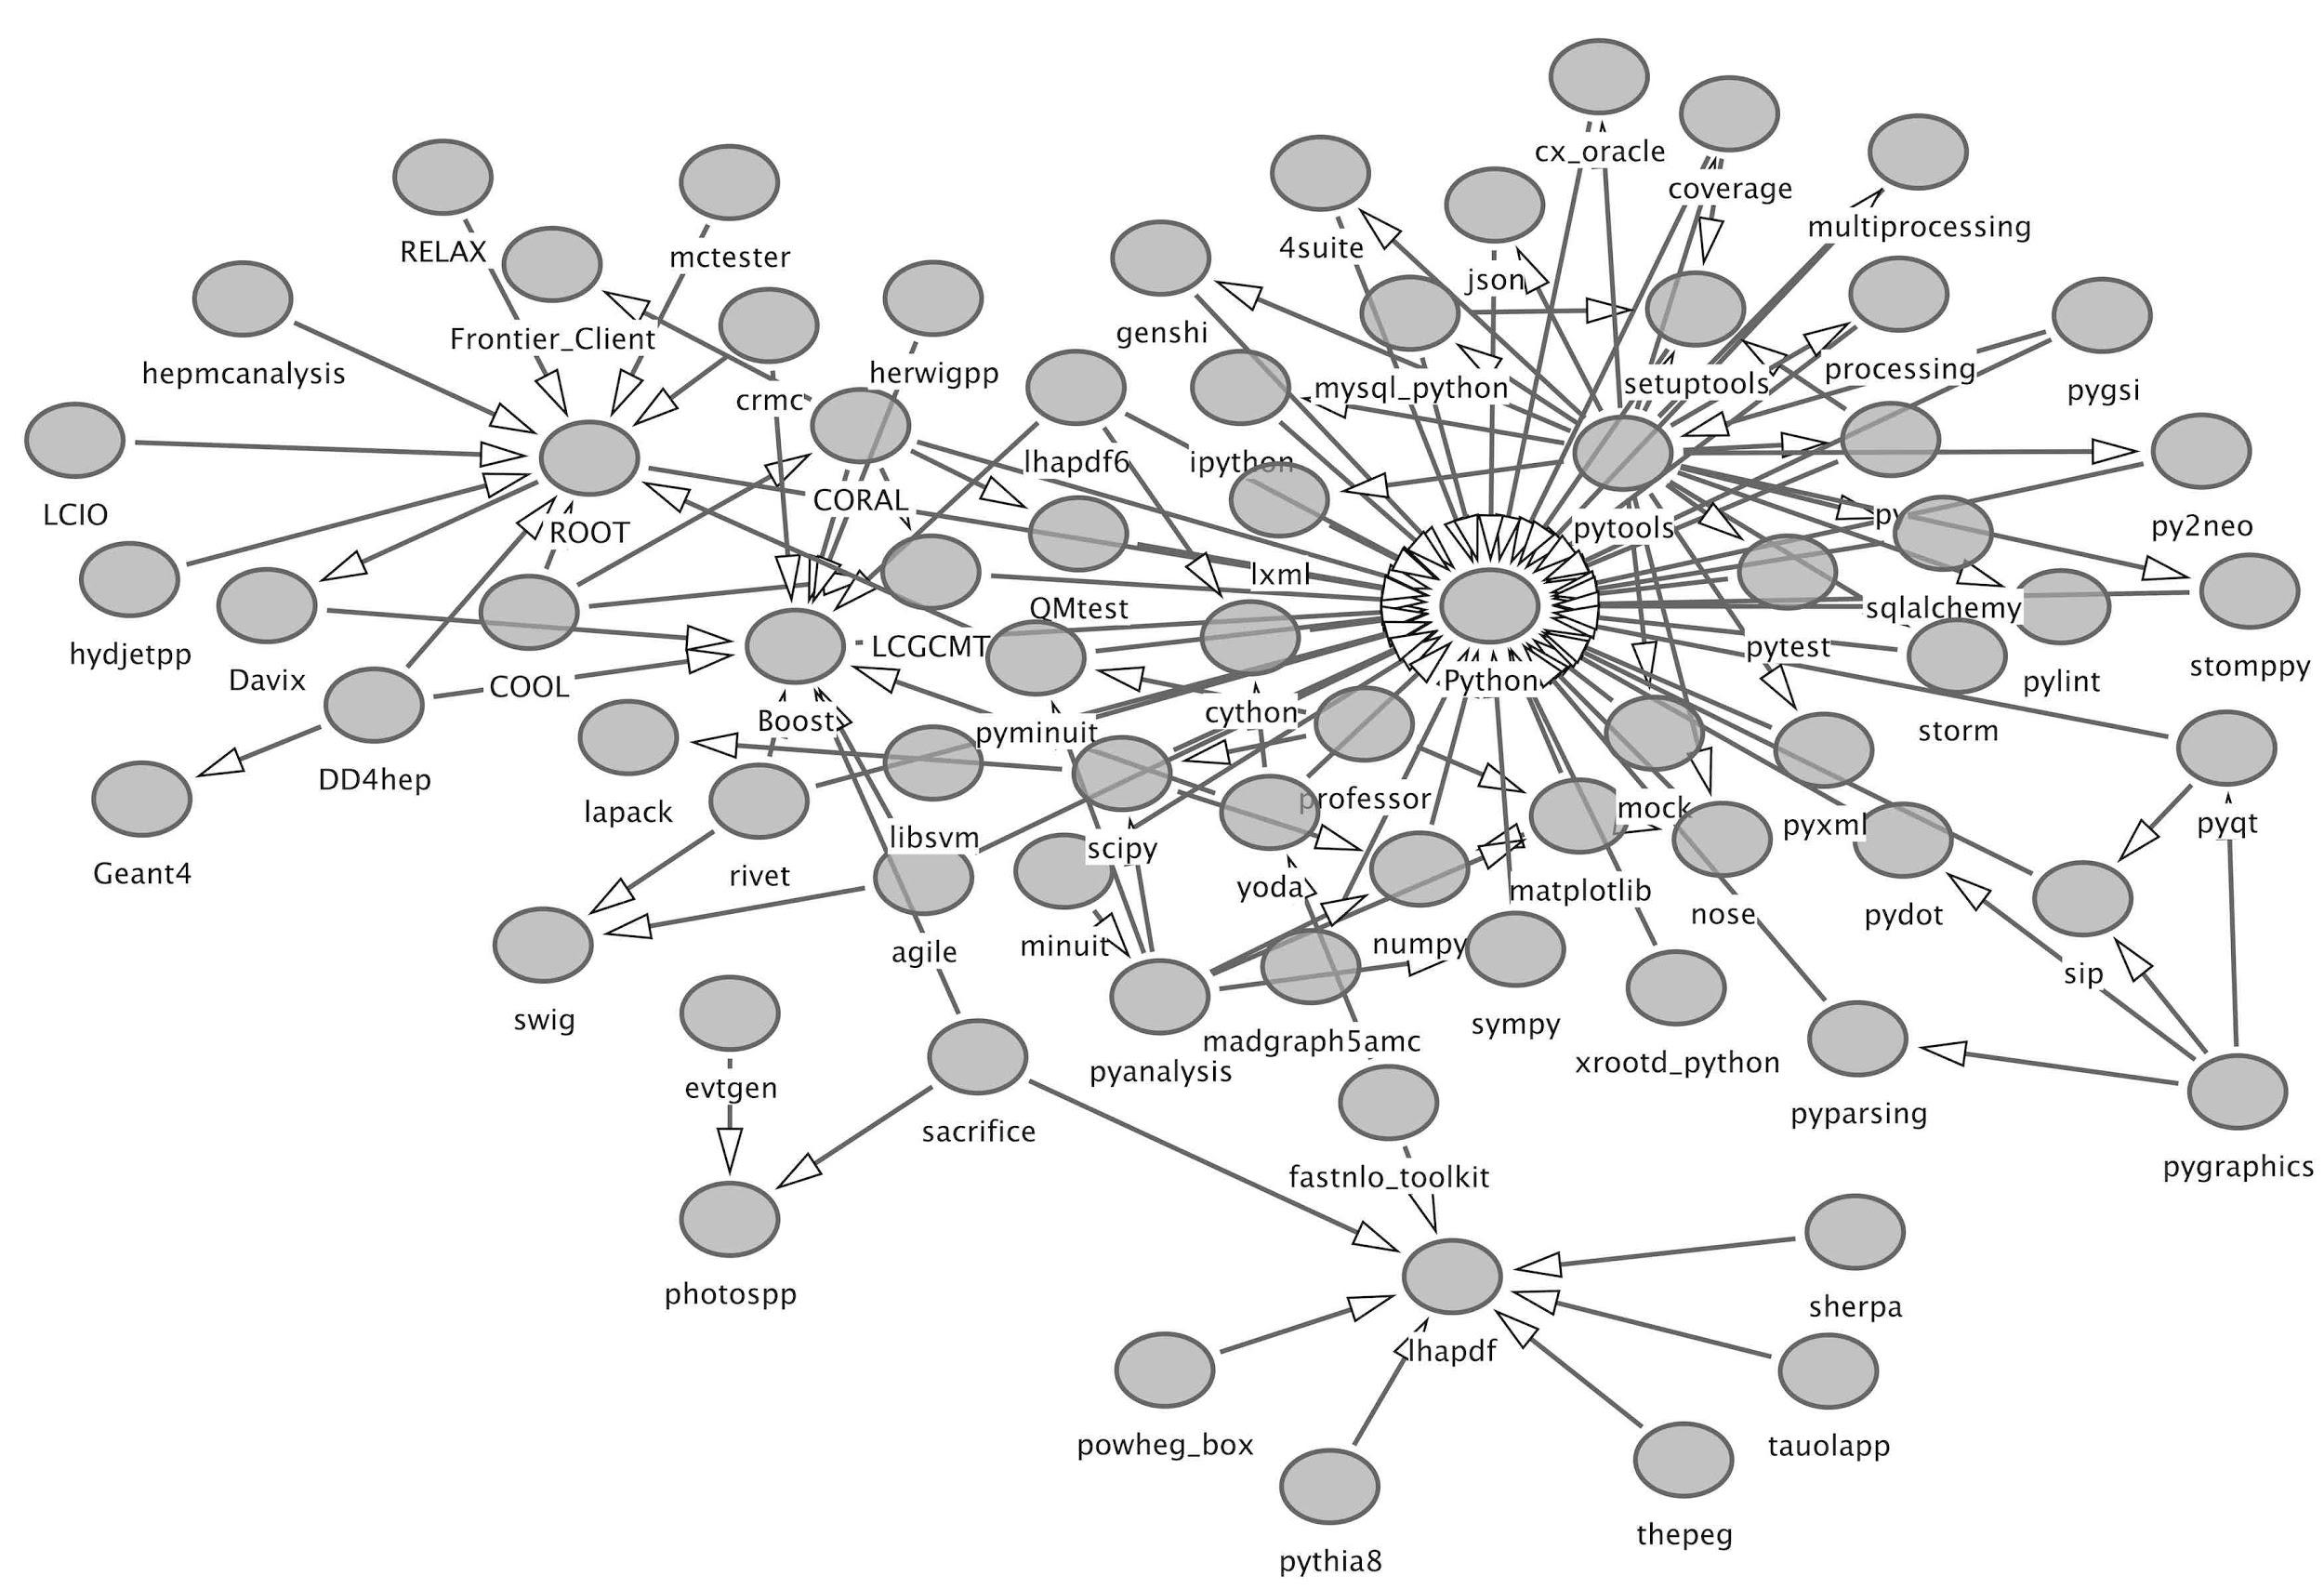 cx_oracle
coverage
multiprocessing
RELAX
mctester
4suite
json
genshi
Frontier_Client
hepmcanalysis
herwigpp
crmc
mysql_python
setuptools
processing
pygsi
lhapdf6
ipython
LCIO
CORAL
ROOT
pytools
py
py2neo
lxml
QMtest
sqlalchemy
hydjetpp
Davix
COOL
LCGCMT
pytest
pylint
stomppy
Python
Boost
pyminuit
cython
storm
DD4hep
lapack
professor
mock
pyxml
pyqt
Geant4
rivet
libsvm
scipy
yoda
matplotlib
nose
pydot
swig
agile
minuit
numpy
sip
evtgen
pyanalysis
madgraph5amc
sympy
xrootd_python
pyparsing
sacrifice
fastnlo_toolkit
pygraphics
photospp
sherpa
lhapdf
powheg_box
tauolapp
pythia8
thepeg